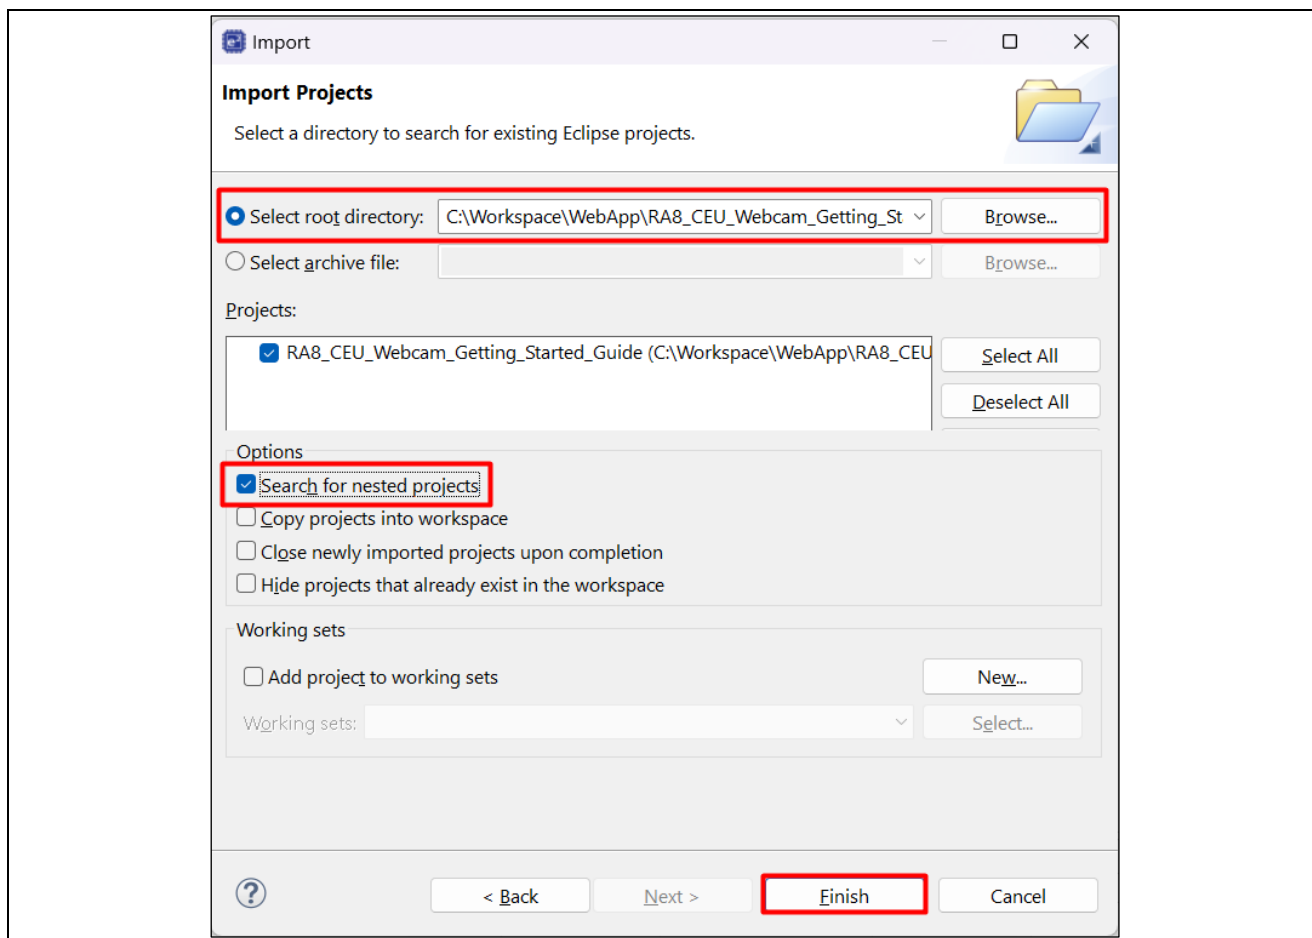 Import
Import Projects
Select a directory to search for existing Eclipse projects.
Select root directory: C:\Workspace\WebApp\RA8_CEU_Webcam_Getting_St Browse...
Select archive file: Browse...
Projects:
RA8_CEU_Webcam_Getting_Started_Guide (C:\Workspace\WebApp\RA8_CEU
Select All
Deselect All
Options
Search for nested projects
Copy projects into workspace
Close newly imported projects upon completion
Hide projects that already exist in the workspace
Working sets
Add project to working sets New...
Working sets: Select...
? < Back Next > Finish Cancel